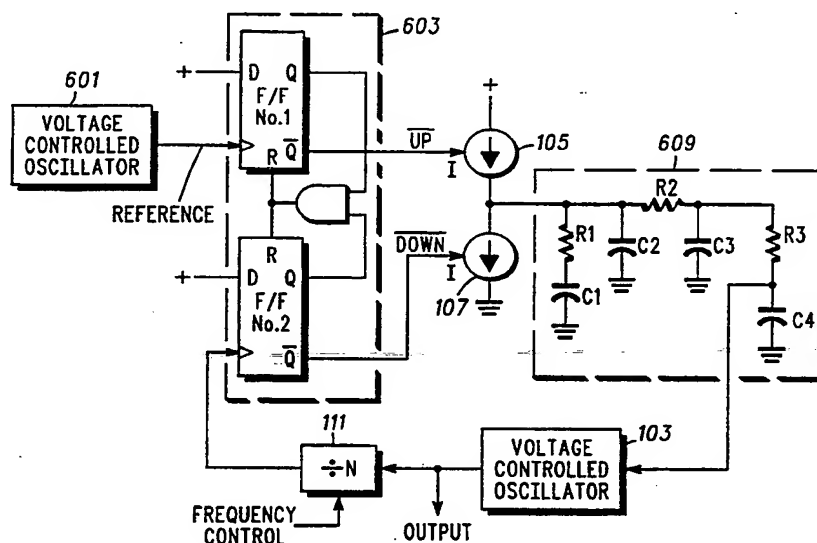 603
601
VOLTAGE
CONTROLLED
OSCILLATOR
REFERENCE
+
D Q
F/F
No.1
Q
R
UP
I
+
105
609
R
+
D Q
F/F
No.2
Q
DOWN
I
107
R1
C1
C2
R2
C3
R3
C4
111
÷N
FREQUENCY
CONTROL
OUTPUT
VOLTAGE
CONTROLLED
OSCILLATOR
103